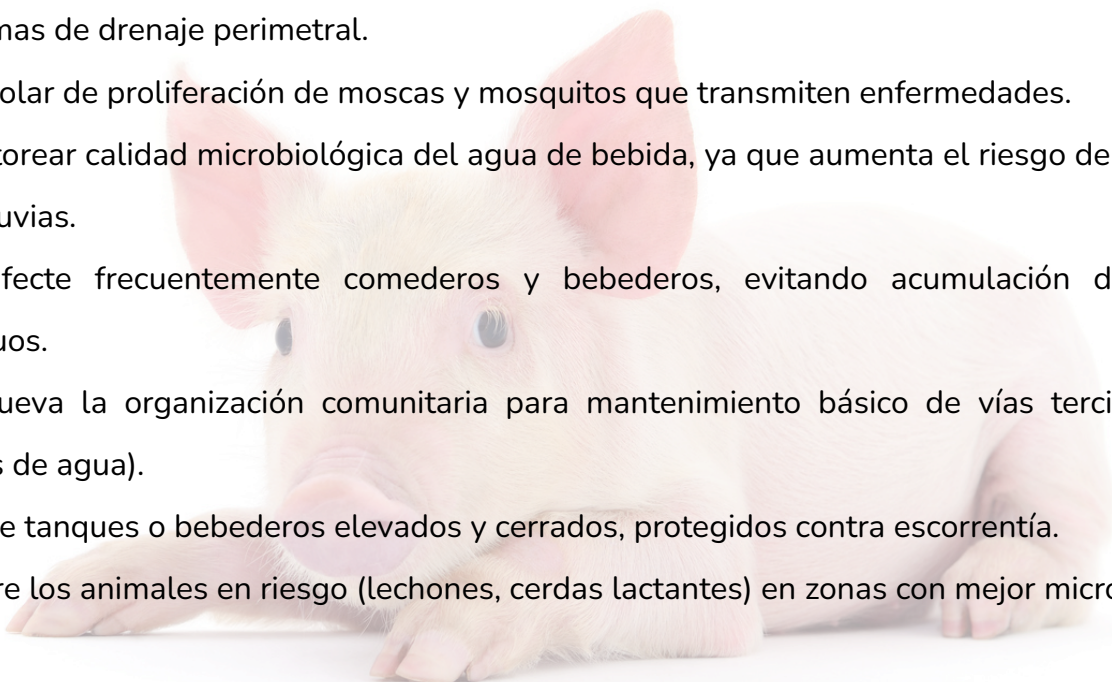 mas de drenaje perimetral.
olar de proliferación de moscas y mosquitos que transmiten enfermedades.
torear calidad microbiológica del agua de bebida, ya que aumenta el riesgo de
uvias.
fecte frecuentemente comederos y bebederos, evitando acumulación d
uos.
ueva la organización comunitaria para mantenimiento básico de vías terci
s de agua).
e tanques o bebederos elevados y cerrados, protegidos contra escorrentía.
re los animales en riesgo (lechones, cerdas lactantes) en zonas con mejor micro